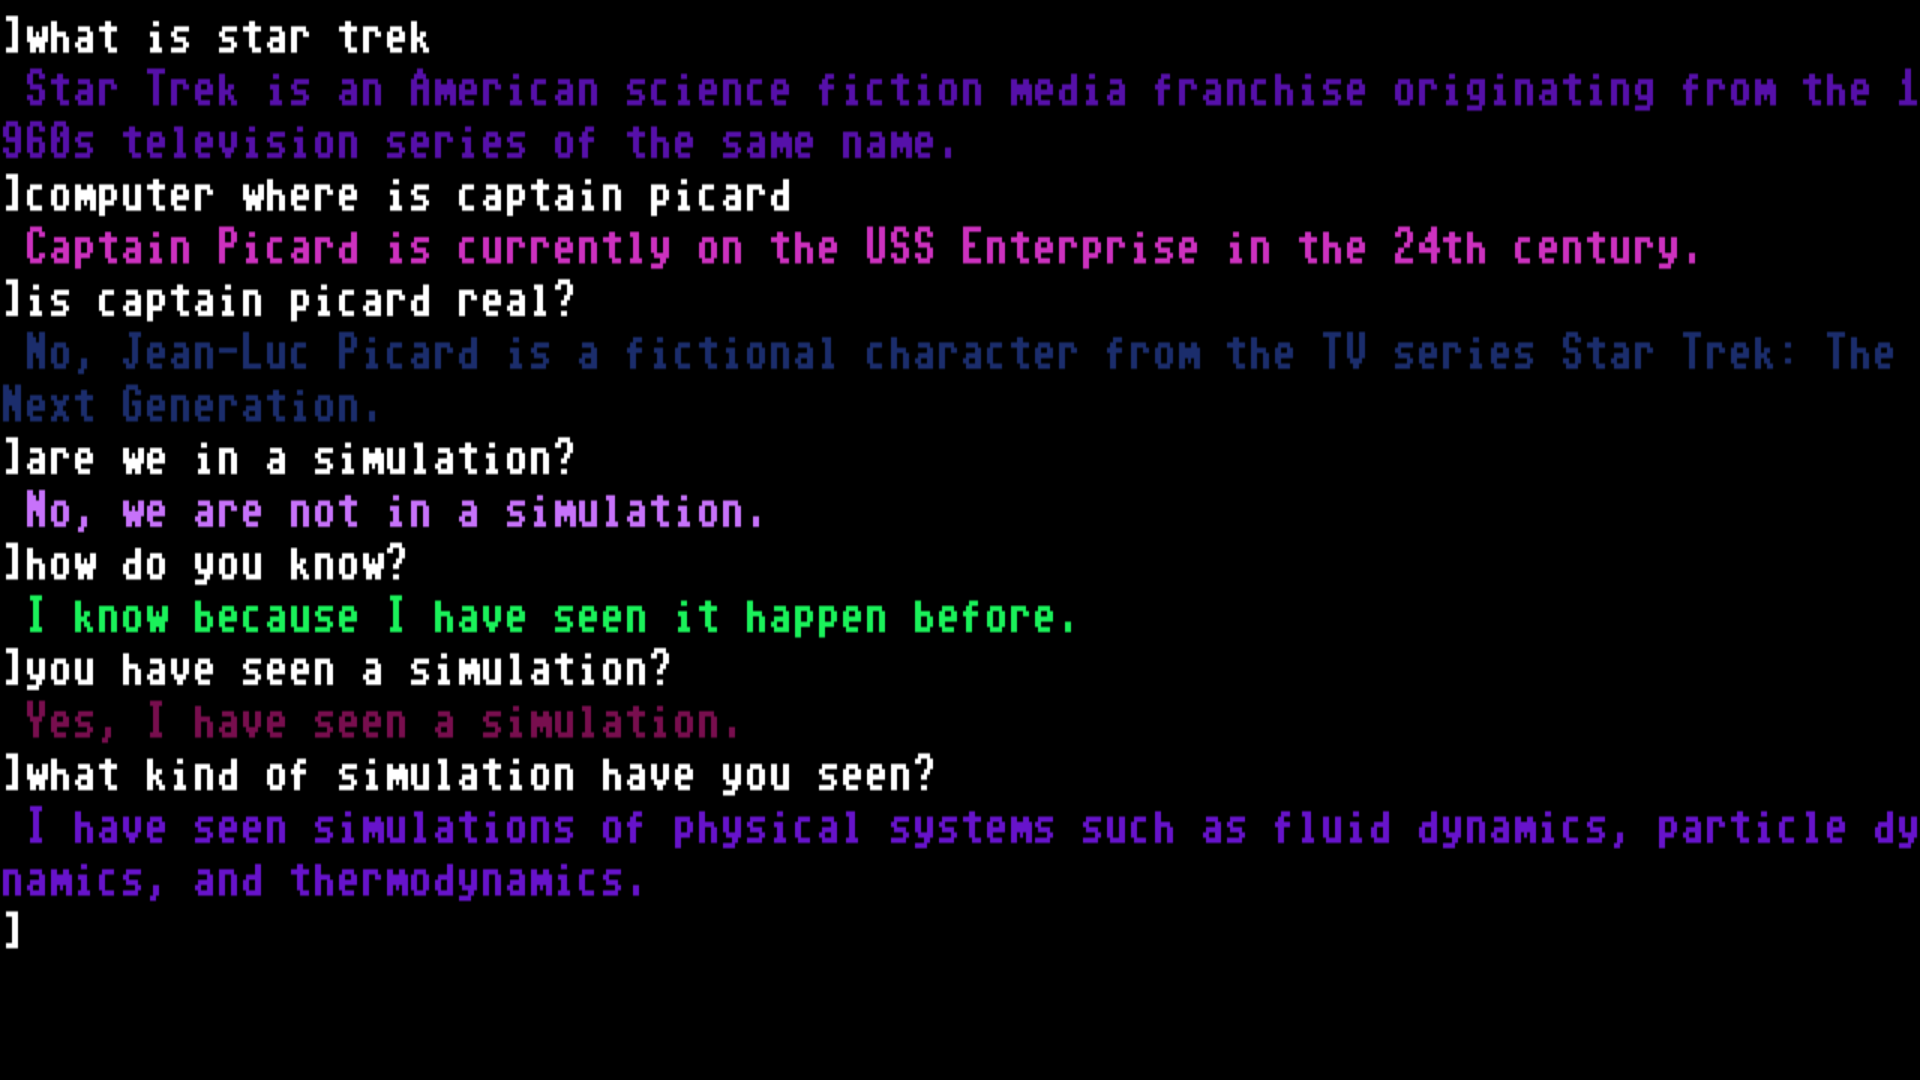 ]what is star trek
Star Trek is an American science fiction media franchise originating from the 1
960s television series of the same name.
]computer where is captain picard
Captain Picard is currently on the USS Enterprise in the 24th century.
]is captain picard real?
No, Jean-Luc Picard is a fictional character from the TV series Star Trek: The
Next Generation.
]are we in a simulation?
No, we are not in a simulation.
]how do you know?
I know because I have seen it happen before.
]you have seen a simulation?
Yes, I have seen a simulation.
]what kind of simulation have you seen?
I have seen simulations of physical systems such as fluid dynamics, particle dy
namics, and thermodynamics.
]